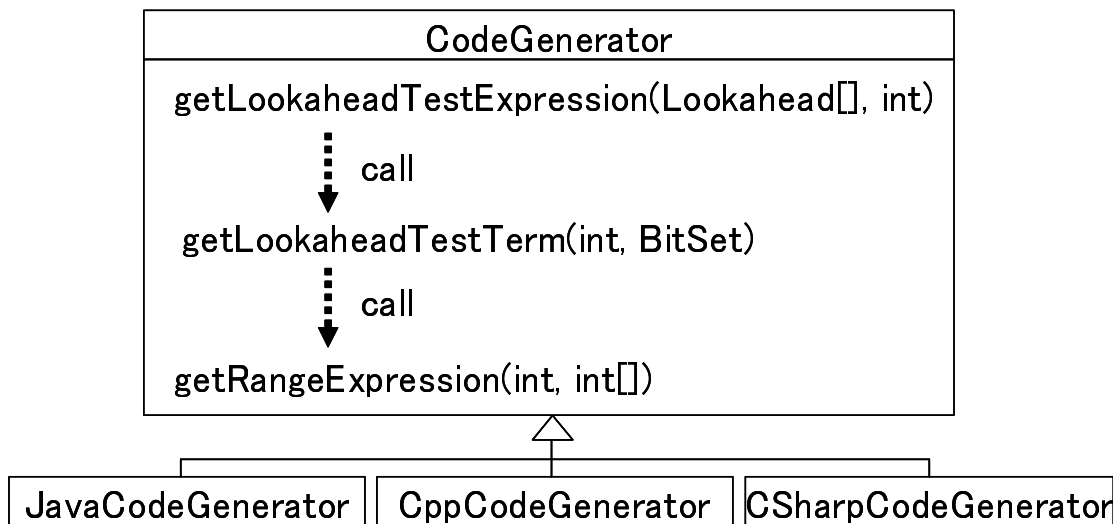 CodeGenerator
getLookaheadTestExpression(Lookahead[], int)
call
getLookaheadTestTerm(int, BitSet)
call
getRangeExpression(int, int[])
JavaCodeGenerator CppCodeGenerator CSharpCodeGenerator